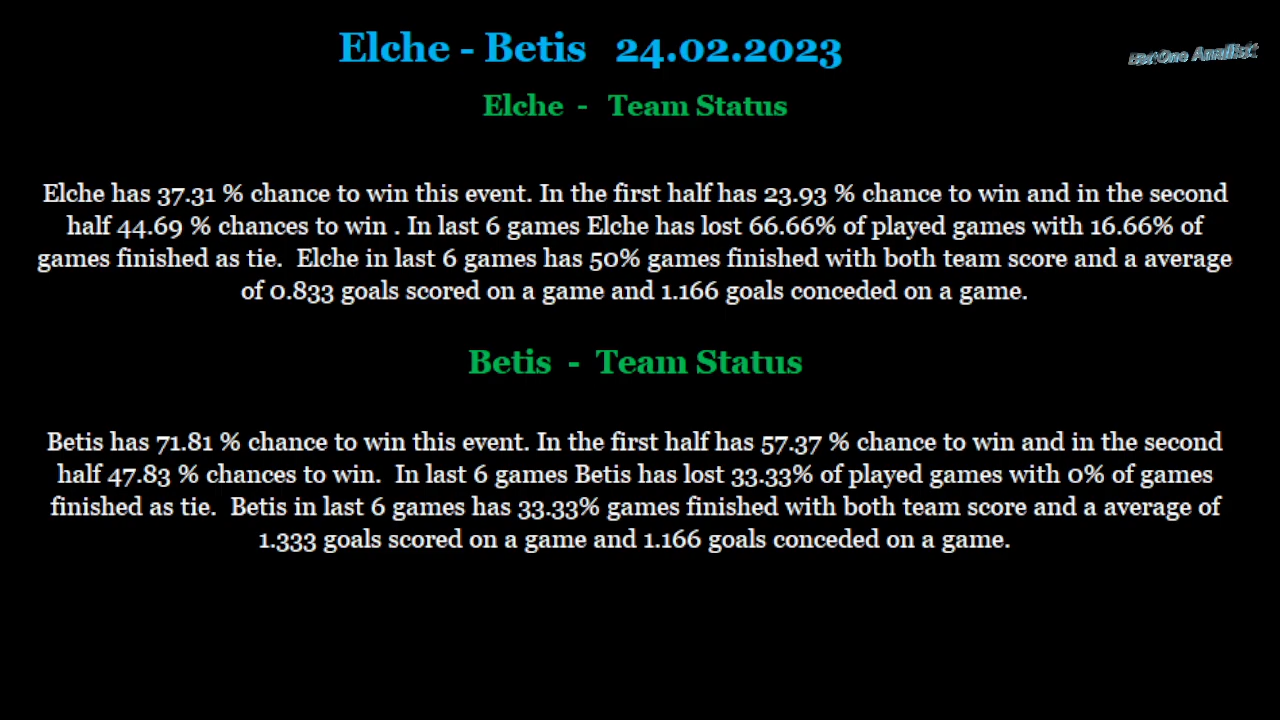 Elche - Betis 24.02.2023
Elche - Team Status
Elche has 37.31 % chance to win this event. In the first half has 23.93 % chance to win and in the second
half 44.69 % chances to win . In last 6 games Elche has lost 66.66% of played games with 16.66% of
games finished as tie. Elche in last 6 games has 50% games finished with both team score and a average
of 0.833 goals scored on a game and 1.166 goals conceded on a game.
Betis - Team Status
Betis has 71.81 % chance to win this event. In the first half has 57.37 % chance to win and in the second
half 47.83 % chances to win. In last 6 games Betis has lost 33.33% of played games with 0% of games
finished as tie. Betis in last 6 games has 33.33% games finished with both team score and a average of
1.333 goals scored on a game and 1.166 goals conceded on a game.